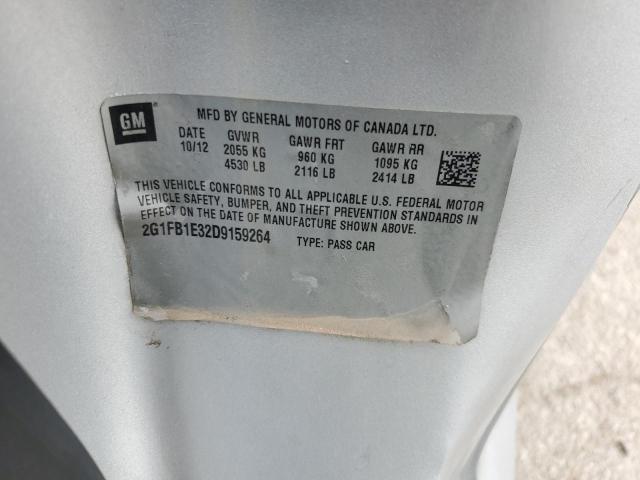 GM
MFD BY GENERAL MOTORS OF CANADA LTD.
DATE GVWR GAWR FRT GAWR RR
10/12 2055 KG 960 KG 1095 KG
4530 LB 2116 LB 2414 LB
THIS VEHICLE CONFORMS TO ALL APPLICABLE U.S. FEDERAL MOTOR
VEHICLE SAFETY, BUMPER, AND THEFT PREVENTION STANDARDS IN
EFFECT ON THE DATE OF MANUFACTURE SHOWN ABOVE.
2G1FB1E32D9159264 TYPE: PASS CAR